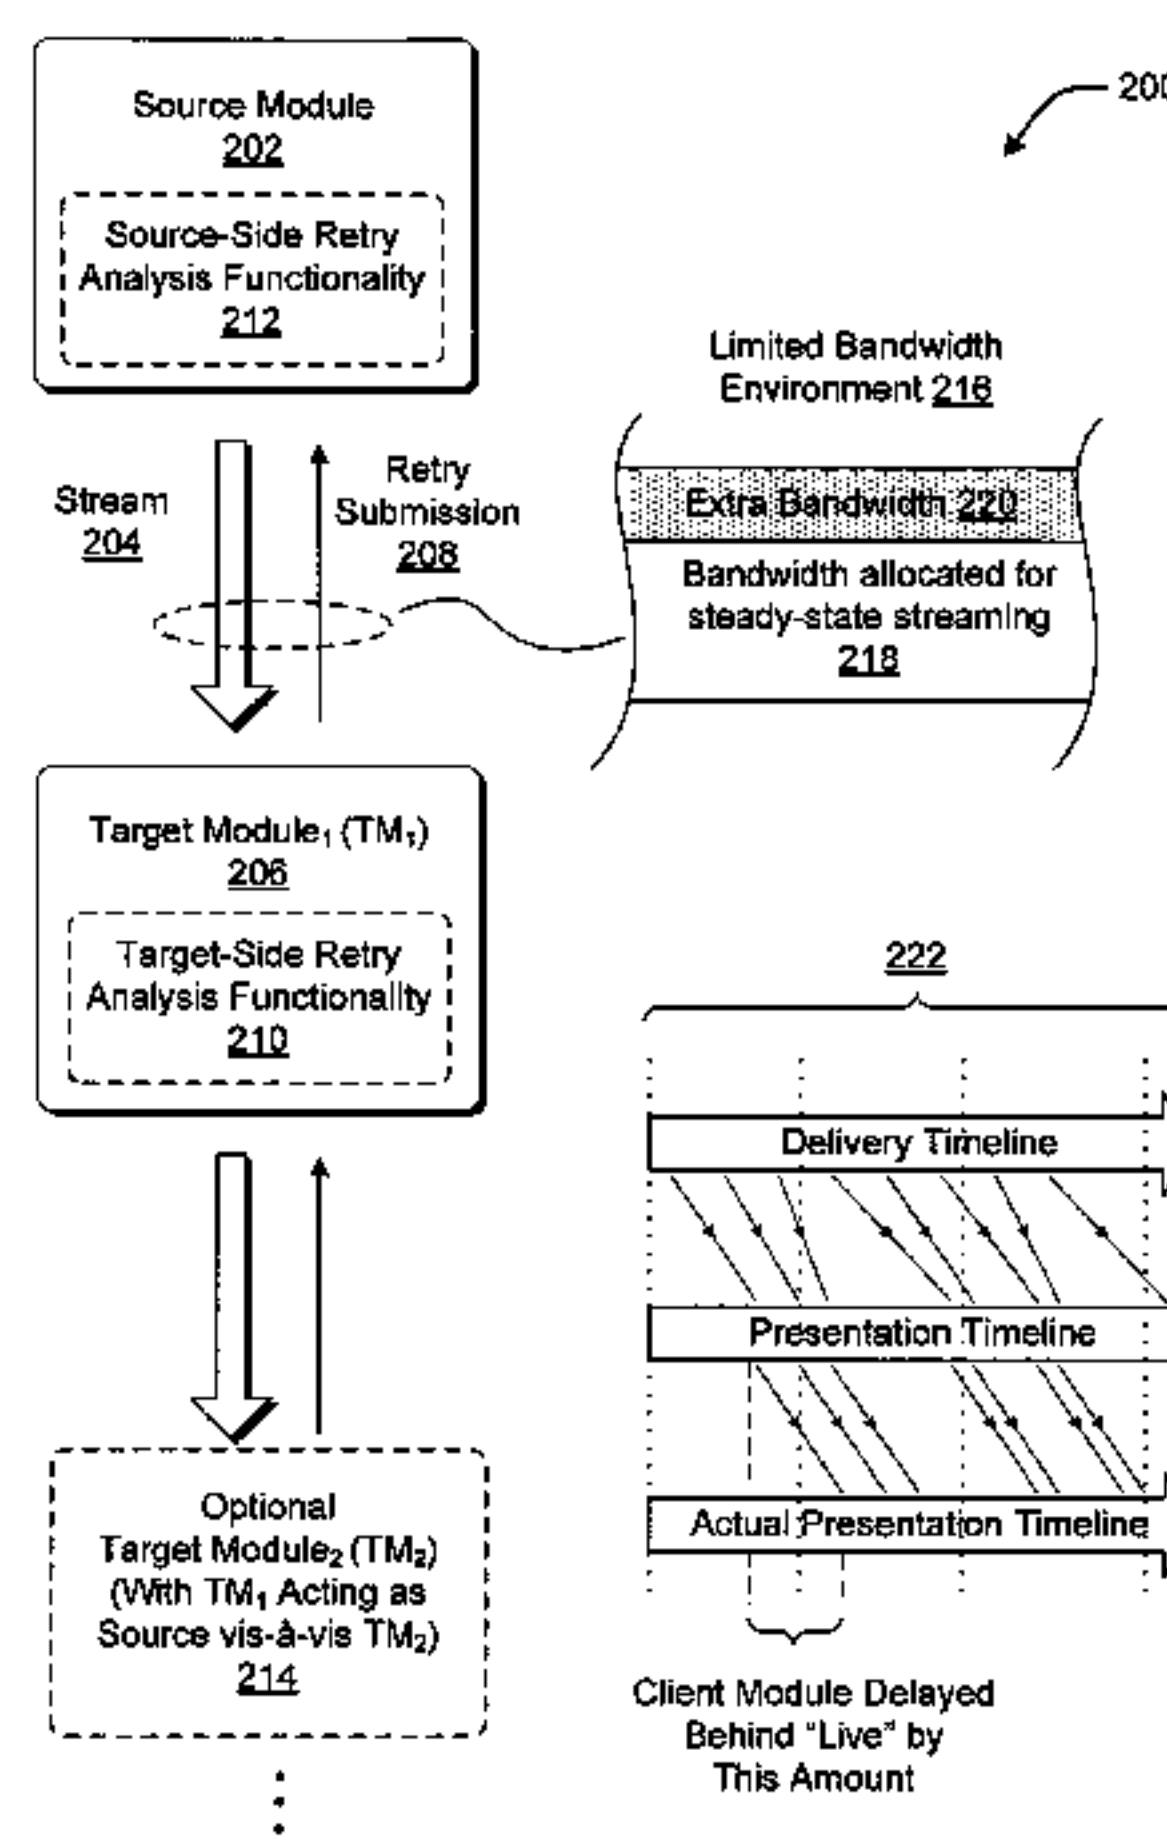 200
Source Module
202
Source-Side Retry
Analysis Functionality
212
Limited Bandwidth
Environment 216
Stream
204
Retry
Submission
208
Extra Bandwidth 220
Bandwidth allocated for
steady-state streaming
218
Target Module₁ (TM₁)
206
Target-Side Retry
Analysis Functionality
210
222
Delivery Timeline
Presentation Timeline
Actual Presentation Timeline
Optional
Target Module₂ (TM₂)
(With TM₁ Acting as
Source vis-à-vis TM₂)
214
Client Module Delayed
Behind "Live" by
This Amount